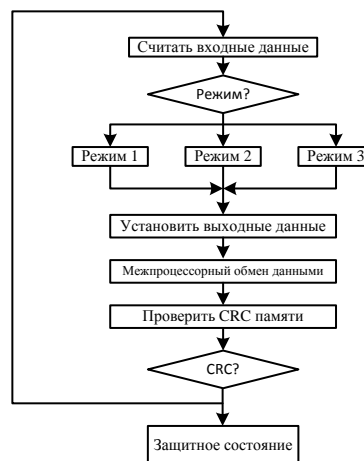 Считать входные данные
Режим?
Режим 1
Режим 2
Режим 3
Установить выходные данные
Межпроцессорный обмен данными
Проверить CRC памяти
CRC?
Защитное состояние